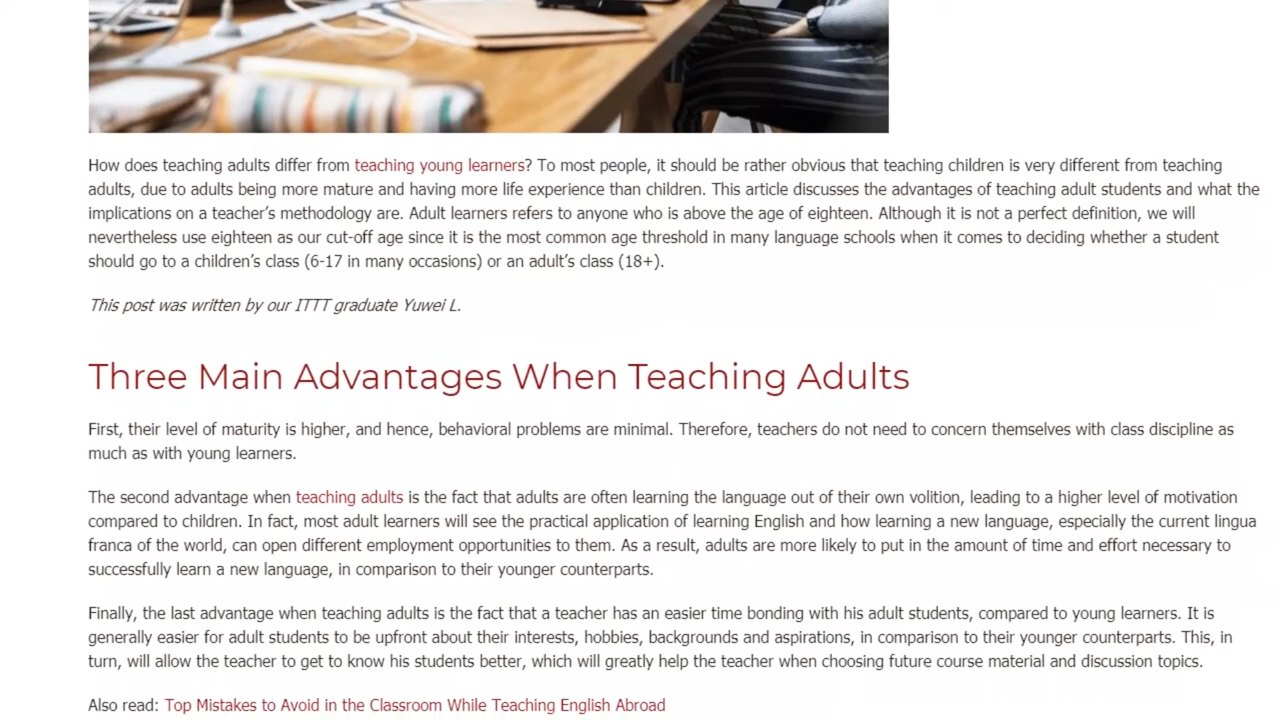 How does teaching adults differ from teaching young learners? To most people, it should be rather obvious that teaching children is very different from teaching
adults, due to adults being more mature and having more life experience than children. This article discusses the advantages of teaching adult students and what the
implications on a teacher’s methodology are. Adult learners refers to anyone who is above the age of eighteen. Although it is not a perfect definition, we will
nevertheless use eighteen as our cut-off age since it is the most common age threshold in many language schools when it comes to deciding whether a student
should go to a children’s class (6-17 in many occasions) or an adult’s class (18+).
This post was written by our ITTT graduate Yuwei L.
Three Main Advantages When Teaching Adults
First, their level of maturity is higher, and hence, behavioral problems are minimal. Therefore, teachers do not need to concern themselves with class discipline as
much as with young learners.
The second advantage when teaching adults is the fact that adults are often learning the language out of their own volition, leading to a higher level of motivation
compared to children. In fact, most adult learners will see the practical application of learning English and how learning a new language, especially the current lingua
franca of the world, can open different employment opportunities to them. As a result, adults are more likely to put in the amount of time and effort necessary to
successfully learn a new language, in comparison to their younger counterparts.
Finally, the last advantage when teaching adults is the fact that a teacher has an easier time bonding with his adult students, compared to young learners. It is
generally easier for adult students to be upfront about their interests, hobbies, backgrounds and aspirations, in comparison to their younger counterparts. This, in
turn, will allow the teacher to get to know his students better, which will greatly help the teacher when choosing future course material and discussion topics.
Also read: Top Mistakes to Avoid in the Classroom While Teaching English Abroad